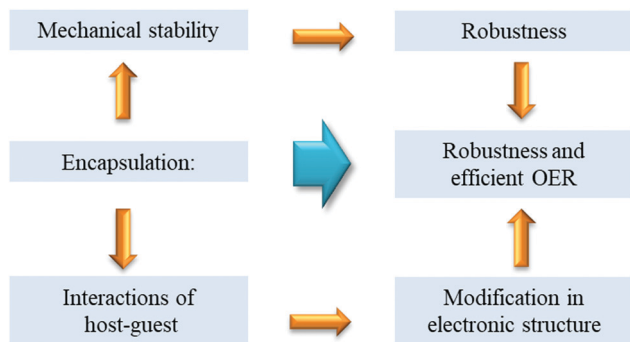 Mechanical stability
Robustness
Encapsulation:
Robustness and
efficient OER
Interactions of
host-guest
Modification in
electronic structure